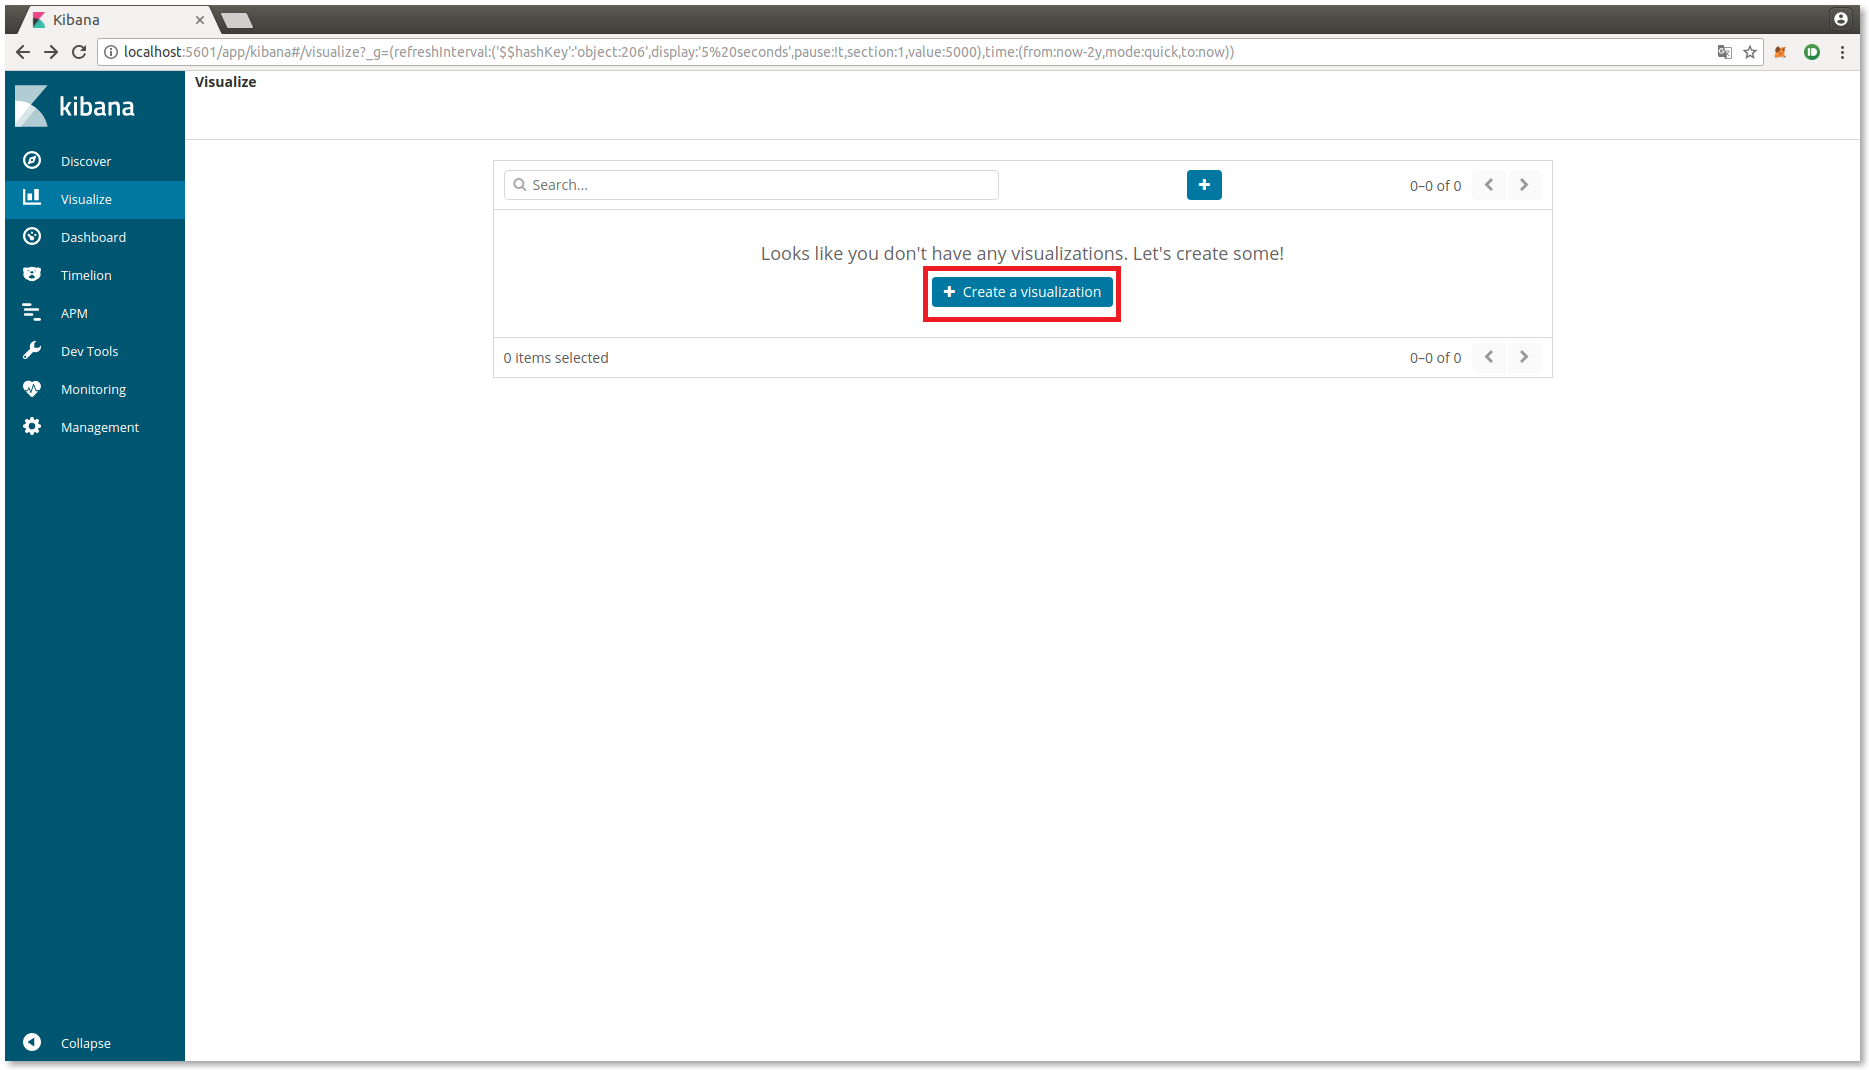 Kibana
localhost:5601/app/kibana#/visualize?_g=(refreshInterval:('$$hashKey':'object:206',display:'5%20seconds',pause:!t,section:1,value:5000),time:(from:now-2y,mode:quick,to:now))
kibana
Visualize
Discover
Visualize
Dashboard
Timelion
APM
Dev Tools
Monitoring
Management
Collapse
Search...
0–0 of 0
Looks like you don't have any visualizations. Let's create some!
Create a visualization
0 items selected
0–0 of 0